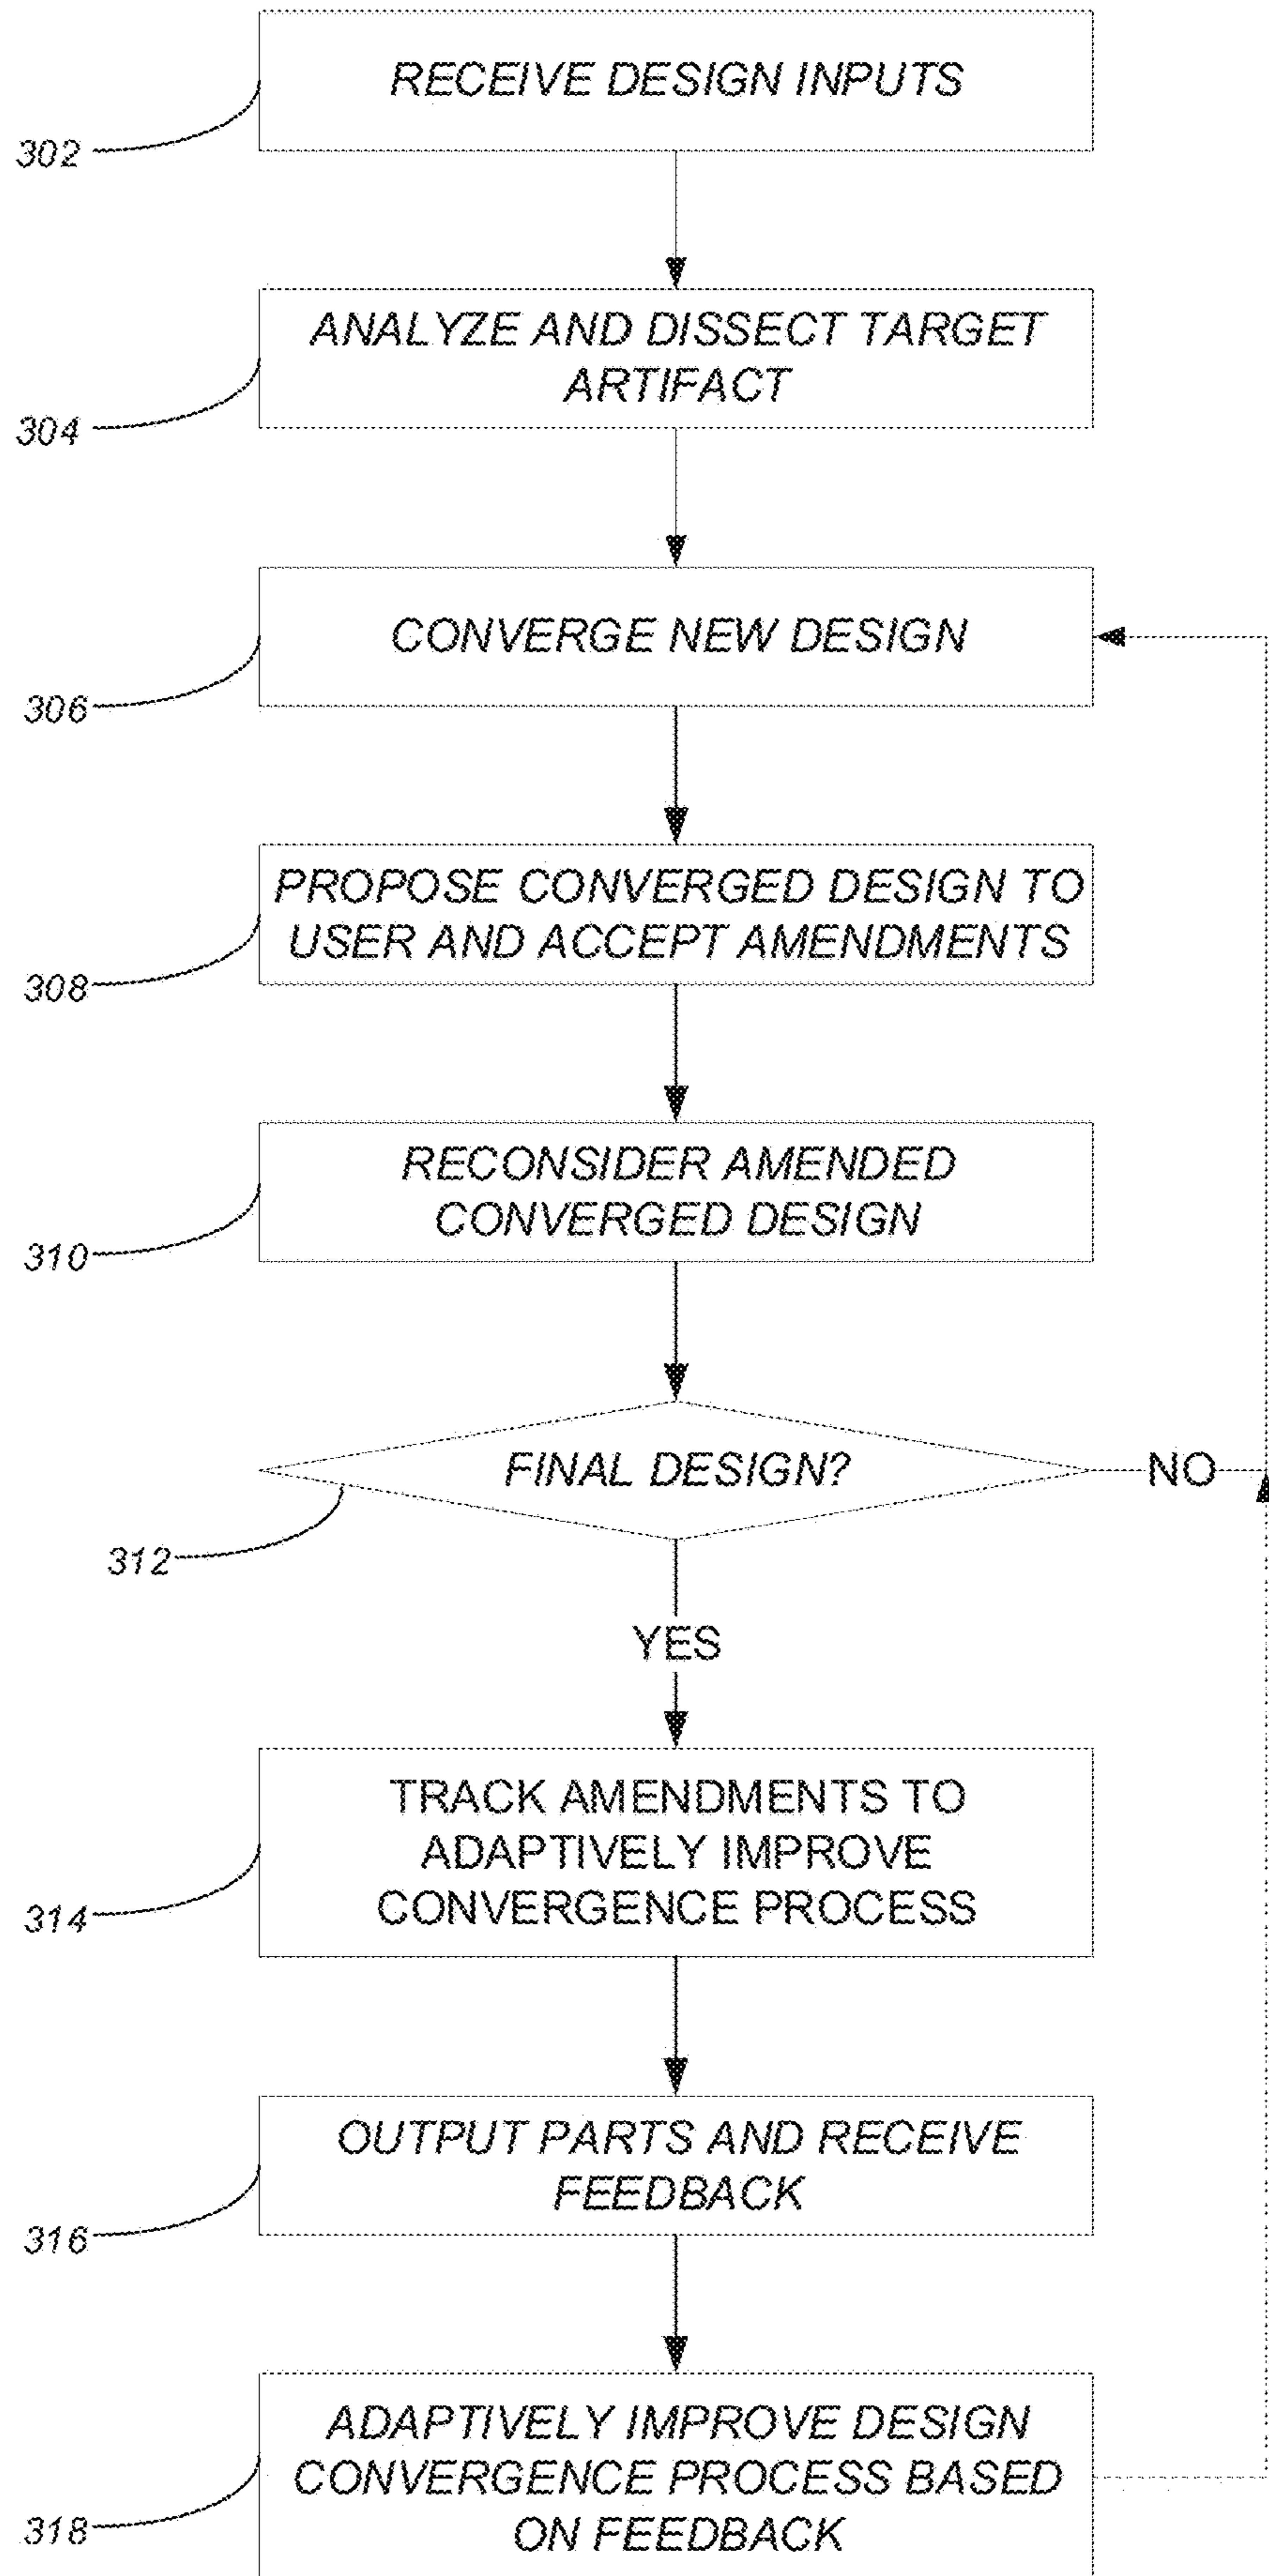 RECEIVE DESIGN INPUTS
302
ANALYZE AND DISSECT TARGET
ARTIFACT
304
CONVERGE NEW DESIGN
306
PROPOSE CONVERGED DESIGN TO
USER AND ACCEPT AMENDMENTS
308
RECONSIDER AMENDED
CONVERGED DESIGN
310
FINAL DESIGN?
NO
312
YES
TRACK AMENDMENTS TO
ADAPTIVELY IMPROVE
CONVERGENCE PROCESS
314
OUTPUT PARTS AND RECEIVE
FEEDBACK
316
ADAPTIVELY IMPROVE DESIGN
CONVERGENCE PROCESS BASED
ON FEEDBACK
318